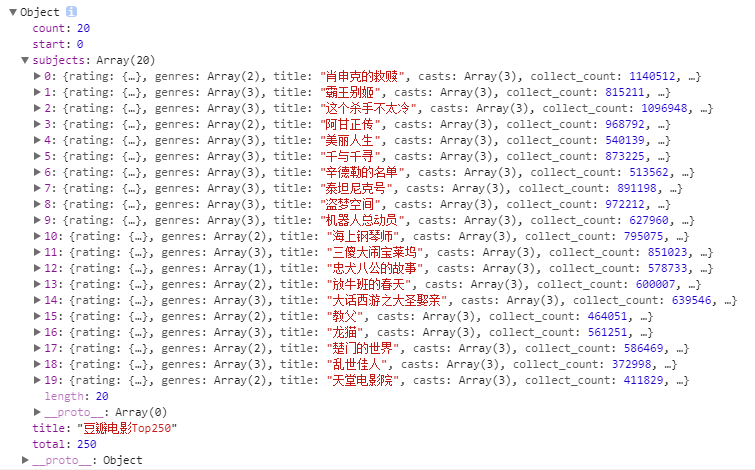 ▼Object i
count: 20
start: 0
▼subjects: Array(20)
▶0: {rating: {…}, genres: Array(2), title: "肖申克的救赎", casts: Array(3), collect_count: 1140512, …}
▶1: {rating: {…}, genres: Array(3), title: "霸王别姬", casts: Array(3), collect_count: 815211, …}
▶2: {rating: {…}, genres: Array(3), title: "这个杀手不太冷", casts: Array(3), collect_count: 1096948, …}
▶3: {rating: {…}, genres: Array(2), title: "阿甘正传", casts: Array(3), collect_count: 968792, …}
▶4: {rating: {…}, genres: Array(3), title: "美丽人生", casts: Array(3), collect_count: 540139, …}
▶5: {rating: {…}, genres: Array(3), title: "千与千寻", casts: Array(3), collect_count: 873225, …}
▶6: {rating: {…}, genres: Array(3), title: "辛德勒的名单", casts: Array(3), collect_count: 513562, …}
▶7: {rating: {…}, genres: Array(3), title: "泰坦尼克号", casts: Array(3), collect_count: 891198, …}
▶8: {rating: {…}, genres: Array(3), title: "盗梦空间", casts: Array(3), collect_count: 972212, …}
▶9: {rating: {…}, genres: Array(3), title: "机器人总动员", casts: Array(3), collect_count: 627960, …}
▶10: {rating: {…}, genres: Array(2), title: "海上钢琴师", casts: Array(3), collect_count: 795075, …}
▶11: {rating: {…}, genres: Array(3), title: "三傻大闹宝莱坞", casts: Array(3), collect_count: 851023, …}
▶12: {rating: {…}, genres: Array(1), title: "忠犬八公的故事", casts: Array(3), collect_count: 578733, …}
▶13: {rating: {…}, genres: Array(2), title: "放牛班的春天", casts: Array(3), collect_count: 600007, …}
▶14: {rating: {…}, genres: Array(3), title: "大话西游之大圣娶亲", casts: Array(3), collect_count: 639546, …}
▶15: {rating: {…}, genres: Array(2), title: "教父", casts: Array(3), collect_count: 464051, …}
▶16: {rating: {…}, genres: Array(3), title: "龙猫", casts: Array(3), collect_count: 561251, …}
▶17: {rating: {…}, genres: Array(2), title: "楚门的世界", casts: Array(3), collect_count: 586469, …}
▶18: {rating: {…}, genres: Array(3), title: "乱世佳人", casts: Array(3), collect_count: 372998, …}
▶19: {rating: {…}, genres: Array(2), title: "天堂电影院", casts: Array(3), collect_count: 411829, …}
length: 20
▶__proto__: Array(0)
title: "豆瓣电影Top250"
total: 250
▶__proto__: Object